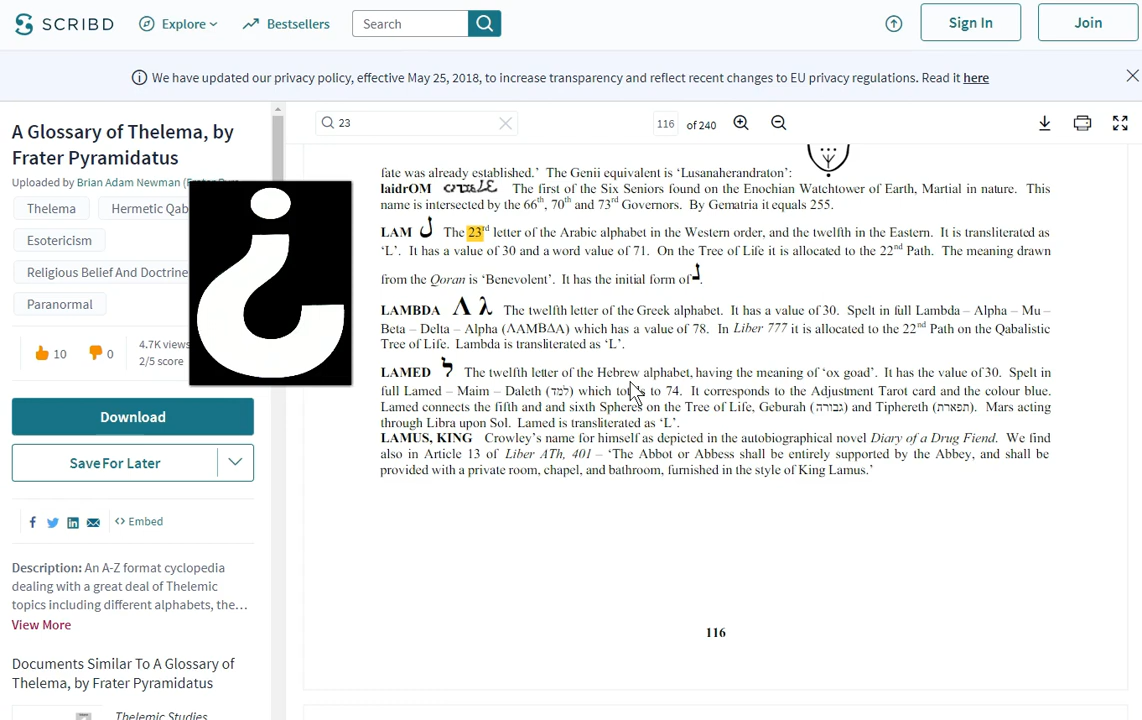 SCRIBD
Explore
Bestsellers
Search
Sign In
Join
We have updated our privacy policy, effective May 25, 2018, to increase transparency and reflect recent changes to EU privacy regulations. Read it here
A Glossary of Thelema, by
Frater Pyramidatus
Uploaded by Brian Adam Newman
Thelema
Hermetic Qab
Esotericism
Religious Belief And Doctrine
Paranormal
10
0
4.7K views
2/5 score
Download
Save For Later
Embed
Description: An A-Z format cyclopedia
dealing with a great deal of Thelemic
topics including different alphabets, the...
View More
Documents Similar To A Glossary of
Thelema, by Frater Pyramidatus
Thelemic Studies
¿
23
116 of 240
fate was already established.' The Genii equivalent is 'Lusanaherandraton':
laidrOM The first of the Six Seniors found on the Enochian Watchtower of Earth, Martial in nature. This
name is intersected by the 66th, 70th and 73rd Governors. By Gematria it equals 255.
LAM ل The 23rd letter of the Arabic alphabet in the Western order, and the twelfth in the Eastern. It is transliterated as
'L'. It has a value of 30 and a word value of 71. On the Tree of Life it is allocated to the 22nd Path. The meaning drawn
from the Qoran is 'Benevolent'. It has the initial form of ﻟ.
LAMBDA Λ λ The twelfth letter of the Greek alphabet. It has a value of 30. Spelt in full Lambda – Alpha – Mu –
Beta – Delta – Alpha (ΛΑΜΒΔΑ) which has a value of 78. In Liber 777 it is allocated to the 22nd Path on the Qabalistic
Tree of Life. Lambda is transliterated as 'L'.
LAMED ל The twelfth letter of the Hebrew alphabet, having the meaning of 'ox goad'. It has the value of 30. Spelt in
full Lamed – Maim – Daleth (למד) which totals to 74. It corresponds to the Adjustment Tarot card and the colour blue.
Lamed connects the fifth and and sixth Spheres on the Tree of Life, Geburah (גבורה) and Tiphereth (תפארת). Mars acting
through Libra upon Sol. Lamed is transliterated as 'L'.
LAMUS, KING Crowley's name for himself as depicted in the autobiographical novel Diary of a Drug Fiend. We find
also in Article 13 of Liber ATh, 401 – 'The Abbot or Abbess shall be entirely supported by the Abbey, and shall be
provided with a private room, chapel, and bathroom, furnished in the style of King Lamus.'
116